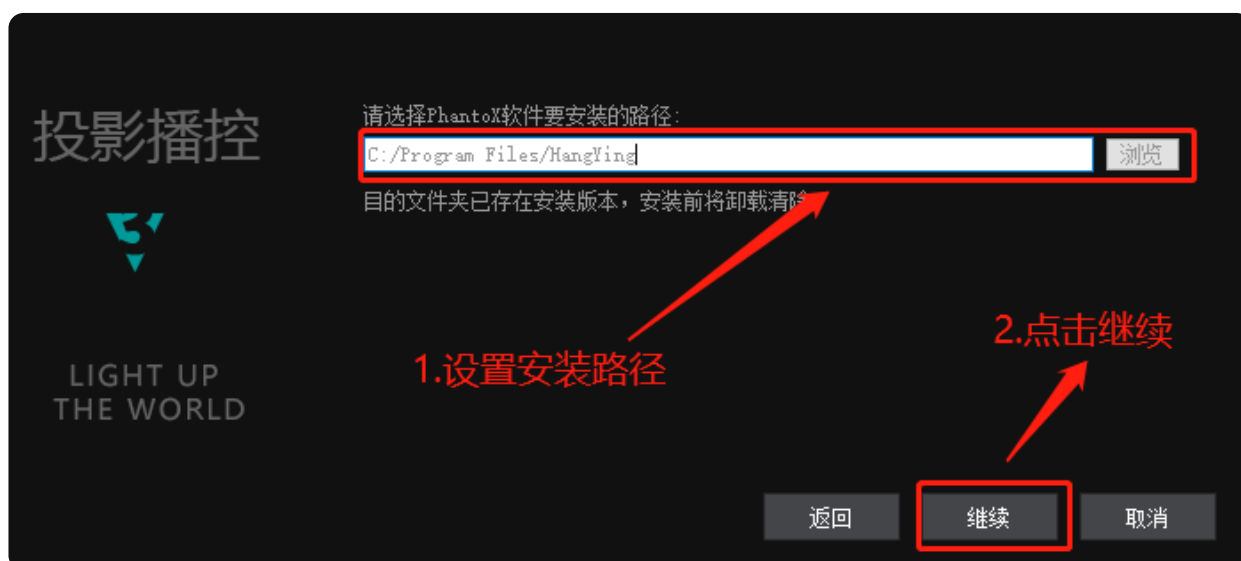 投影播控
请选择PhantoX软件要安装的路径:
C:/Program Files/HangYing
浏览
目的文件夹已存在安装版本，安装前将卸载清除
2.点击继续
1.设置安装路径
LIGHT UP
THE WORLD
返回
继续
取消